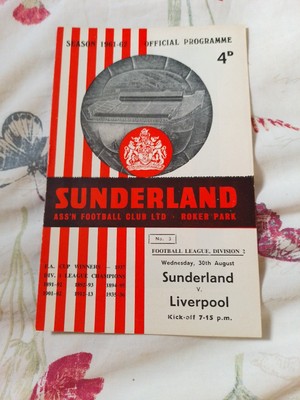 SEASON 1961-62 OFFICIAL PROGRAMME
4D
SUNDERLAND
ASS'N FOOTBALL CLUB LTD - ROKER PARK
No. 3
FOOTBALL LEAGUE, DIVISION 2
Wednesday, 30th August
Sunderland
v.
Liverpool
Kick-off 7-15 p.m.
F.A. CUP WINNERS — 1937
DIV. 1 LEAGUE CHAMPIONS
1891-92 1892-93 1894-95
1901-02 1912-13 1935-36